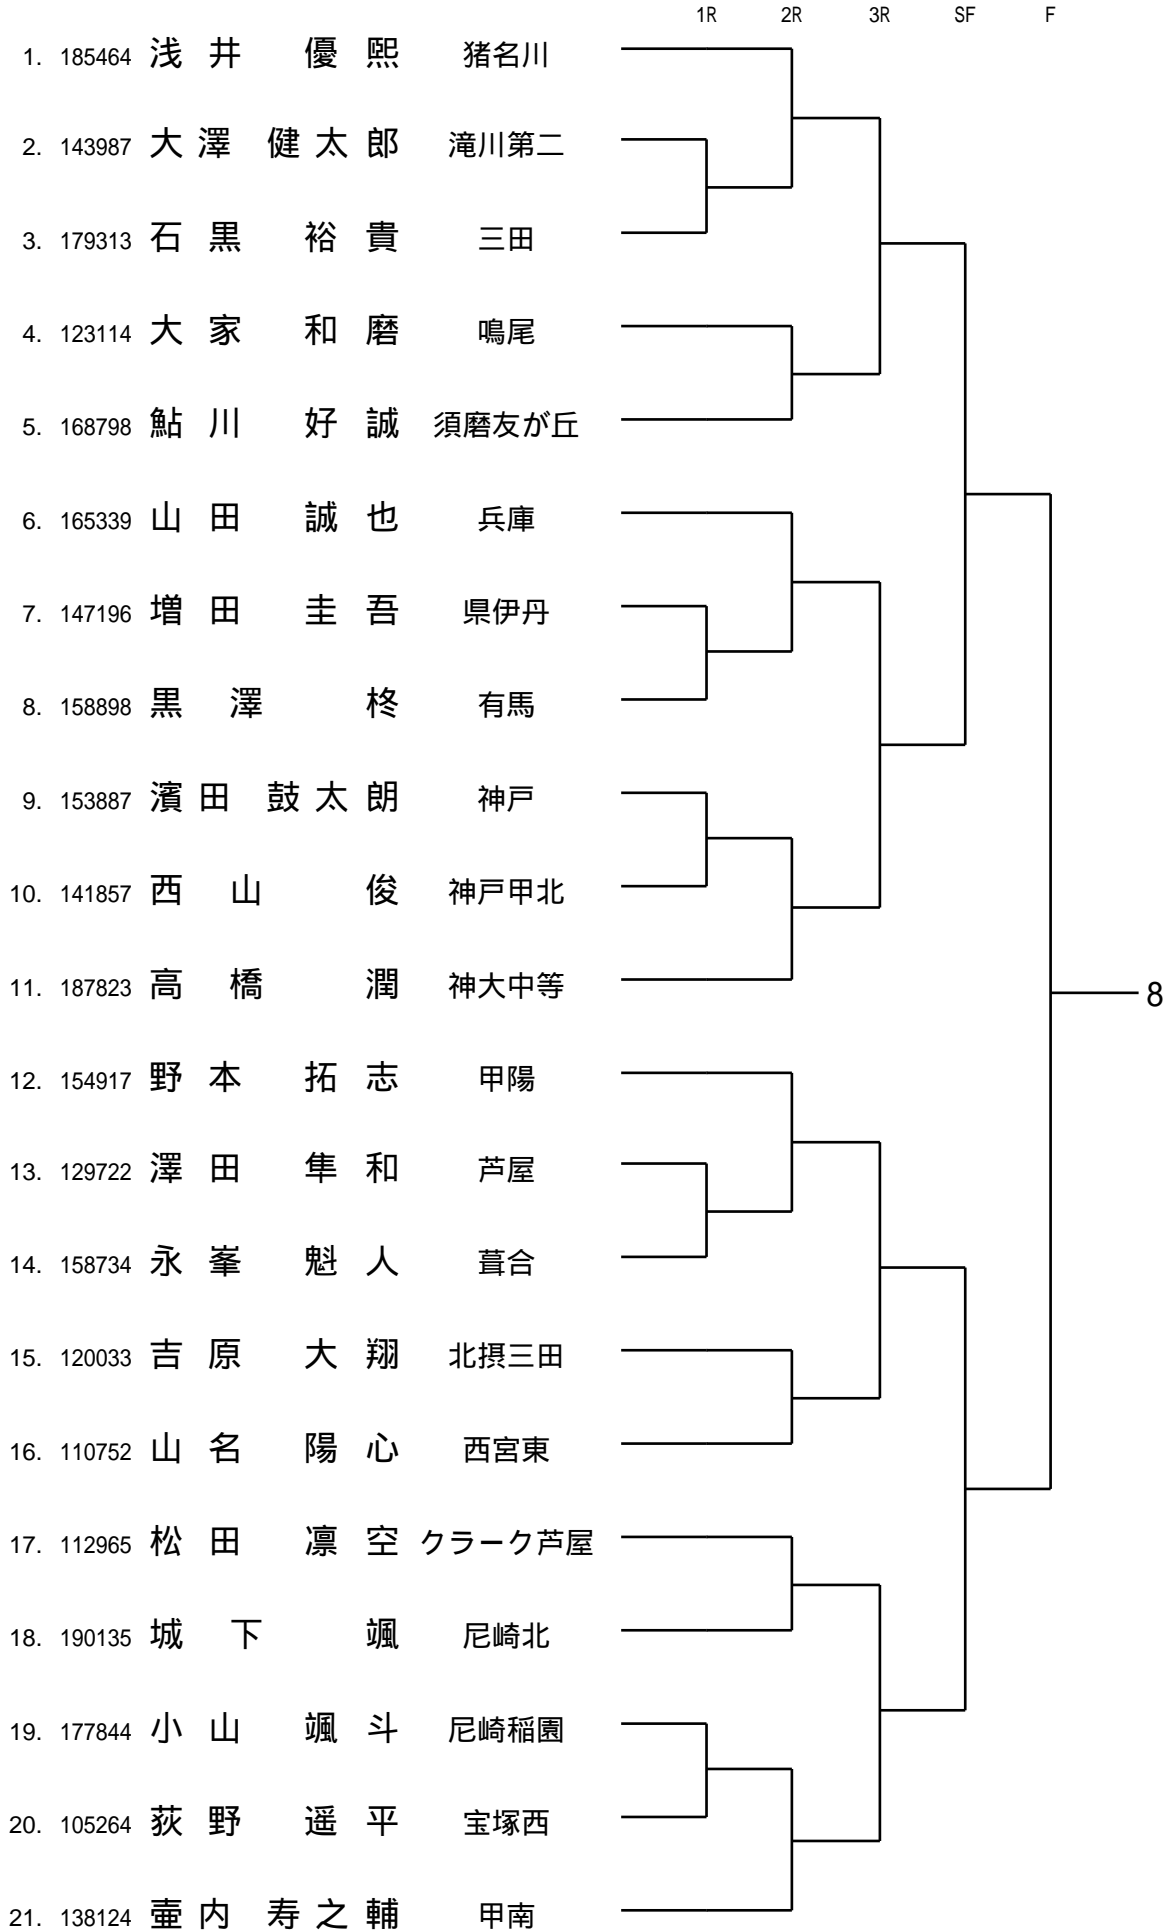 1R 2R 3R SF F
1. 185464 浅井 優熙 猪名川
2. 143987 大澤 健太郎 滝川第二
3. 179313 石黒 裕貴 三田
4. 123114 大家 和磨 鳴尾
5. 168798 鮎川 好誠 須磨友が丘
6. 165339 山田 誠也 兵庫
7. 147196 増田 圭吾 県伊丹
8. 158898 黒澤 柊 有馬
9. 153887 濱田 鼓太朗 神戸
10. 141857 西山 俊 神戸甲北
11. 187823 高橋 潤 神大中等
8
12. 154917 野本 拓志 甲陽
13. 129722 澤田 隼和 芦屋
14. 158734 永峯 魁人 葺合
15. 120033 吉原 大翔 北摂三田
16. 110752 山名 陽心 西宮東
17. 112965 松田 凛空 クラーク芦屋
18. 190135 城下 颯 尼崎北
19. 177844 小山 颯斗 尼崎稲園
20. 105264 荻野 遥平 宝塚西
21. 138124 壷内 寿之輔 甲南